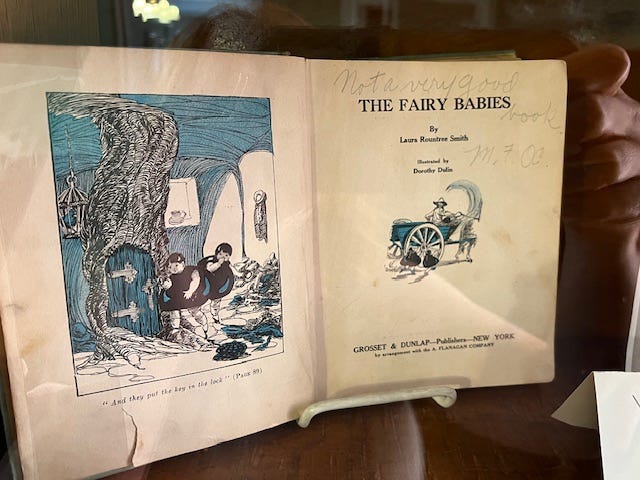 "And they put the key in the lock" (PAGE 89)
Not a very good
book
THE FAIRY BABIES
By
Laura Rountree Smith
M. F.
Illustrated by
Dorothy Dulin
GROSSET & DUNLAP—Publishers—NEW YORK
by arrangement with the A. FLANAGAN COMPANY